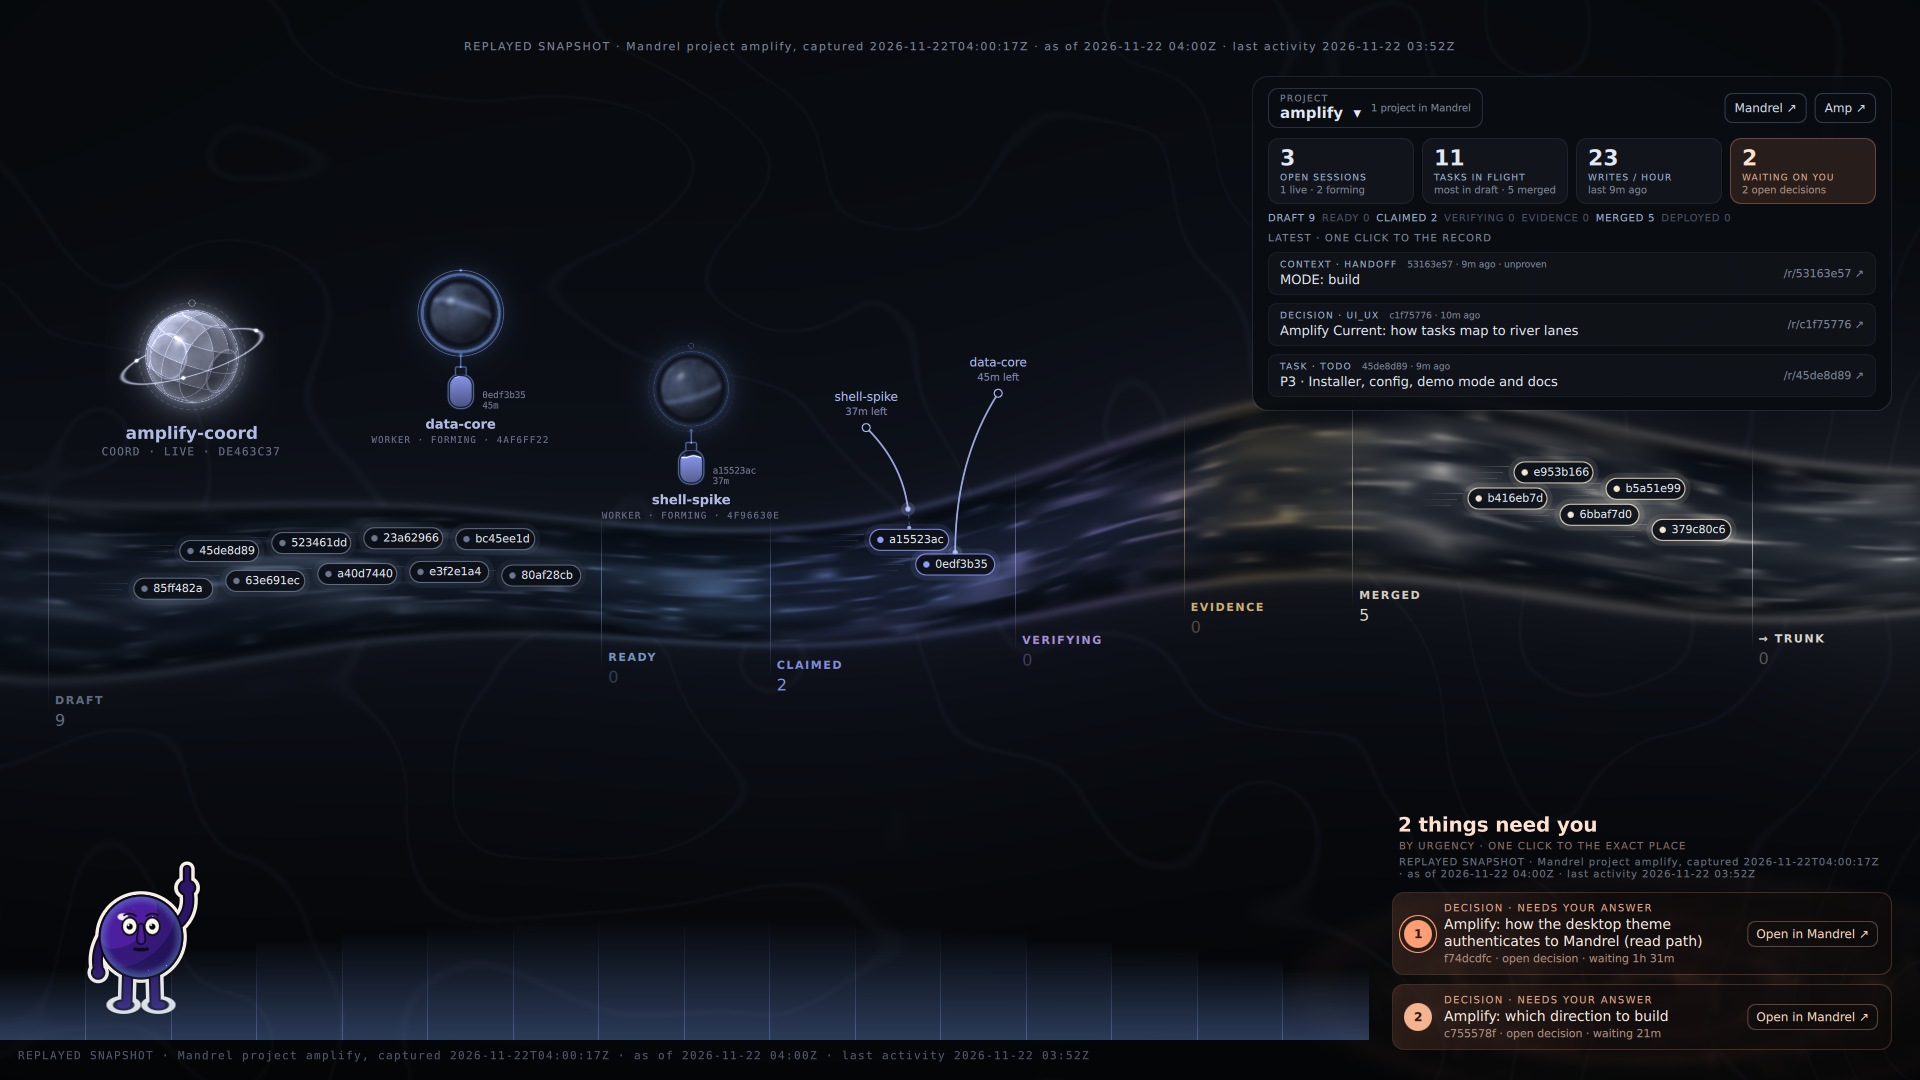 REPLAYED SNAPSHOT · Mandrel project amplify, captured 2026-11-22T04:00:17Z · as of 2026-11-22 04:00Z · last activity 2026-11-22 03:52Z
PROJECT
amplify ▾ 1 project in Mandrel
Mandrel ↗
Amp ↗
3
OPEN SESSIONS
1 live · 2 forming
11
TASKS IN FLIGHT
most in draft · 5 merged
23
WRITES / HOUR
last 9m ago
2
WAITING ON YOU
2 open decisions
DRAFT 9 READY 0 CLAIMED 2 VERIFYING 0 EVIDENCE 0 MERGED 5 DEPLOYED 0
LATEST · ONE CLICK TO THE RECORD
CONTEXT · HANDOFF 53163e57 · 9m ago · unproven
MODE: build
/r/53163e57 ↗
DECISION · UI_UX c1f75776 · 10m ago
Amplify Current: how tasks map to river lanes
/r/c1f75776 ↗
TASK · TODO 45de8d89 · 9m ago
P3 · Installer, config, demo mode and docs
/r/45de8d89 ↗
amplify-coord
COORD · LIVE · DE463C37
0edf3b35
45m
data-core
WORKER · FORMING · 4AF6FF22
a15523ac
37m
shell-spike
WORKER · FORMING · 4F96630E
shell-spike
37m left
data-core
45m left
45de8d89
523461dd
23a62966
bc45ee1d
85ff482a
63e691ec
a40d7440
e3f2e1a4
80af28cb
a15523ac
0edf3b35
e953b166
b416eb7d
b5a51e99
6bbaf7d0
379c80c6
DRAFT
9
READY
0
CLAIMED
2
VERIFYING
0
EVIDENCE
0
MERGED
5
→ TRUNK
0
2 things need you
BY URGENCY · ONE CLICK TO THE EXACT PLACE
REPLAYED SNAPSHOT · Mandrel project amplify, captured 2026-11-22T04:00:17Z
· as of 2026-11-22 04:00Z · last activity 2026-11-22 03:52Z
1
DECISION · NEEDS YOUR ANSWER
Amplify: how the desktop theme
authenticates to Mandrel (read path)
f74dcdfc · open decision · waiting 1h 31m
Open in Mandrel ↗
2
DECISION · NEEDS YOUR ANSWER
Amplify: which direction to build
c755578f · open decision · waiting 21m
Open in Mandrel ↗
REPLAYED SNAPSHOT · Mandrel project amplify, captured 2026-11-22T04:00:17Z · as of 2026-11-22 04:00Z · last activity 2026-11-22 03:52Z